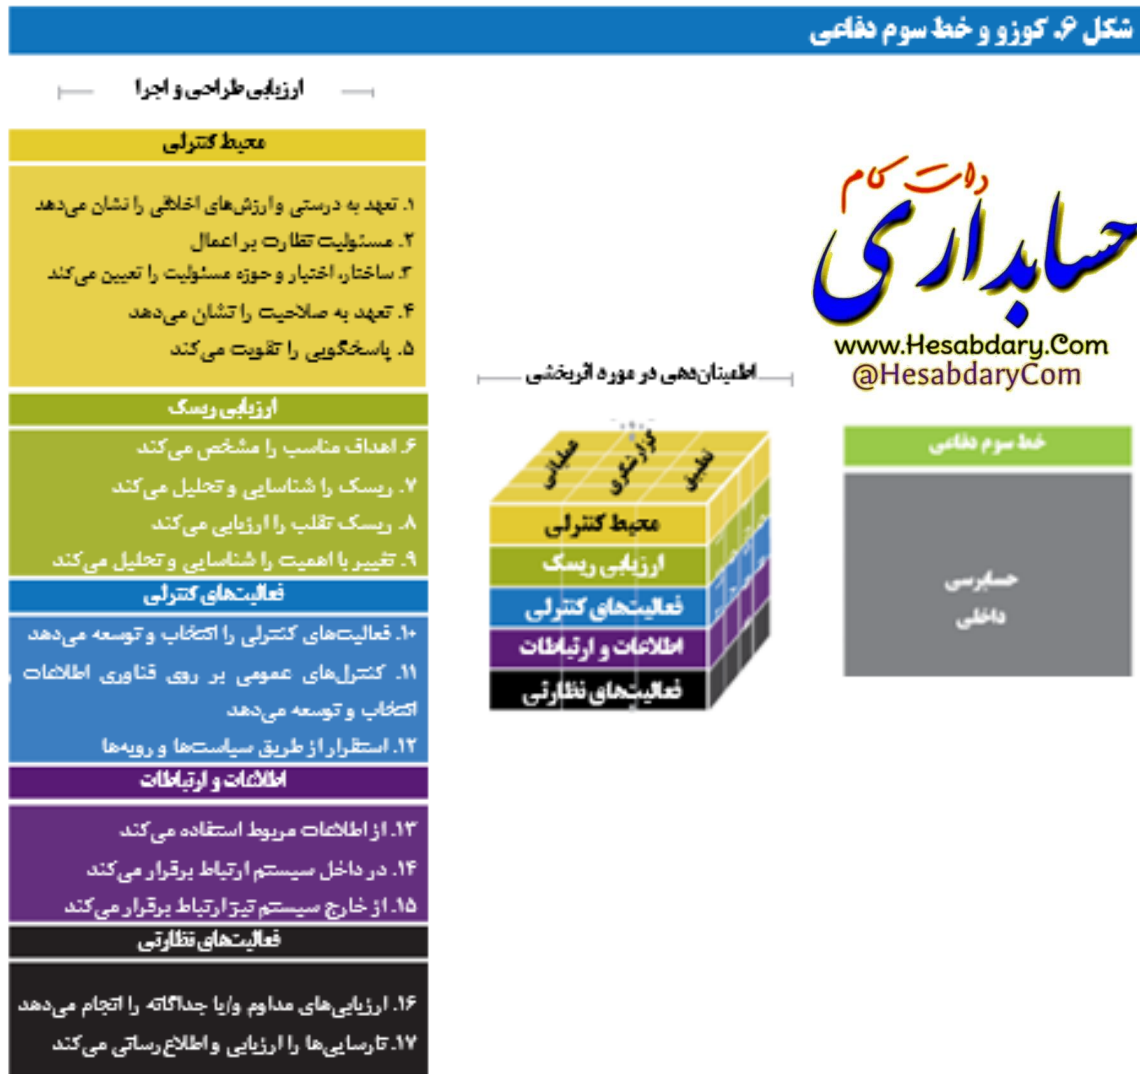 شکل ۶. کوزو و خط سوم دفاعی
ارزیابی طراحی و اجرا
محیط کنترلی
۱. تعهد به درستی و ارزش‌های اخلاقی را نشان می‌دهد
۲. مسئولیت نظارت بر اعمال
۳. ساختار، اختیار و حوزه مسئولیت را تعیین می‌کند
۴. تعهد به صلاحیت را نشان می‌دهد
۵. پاسخگویی را تقویت می‌کند
ارزیابی ریسک
۶. اهداف مناسب را مشخص می‌کند
۷. ریسک را شناسایی و تحلیل می‌کند
۸. ریسک تقلب را ارزیابی می‌کند
۹. تغییر با اهمیت را شناسایی و تحلیل می‌کند
فعالیت‌های کنترلی
۱۰. فعالیت‌های کنترلی را انتخاب و توسعه می‌دهد
۱۱. کنترل‌های عمومی بر روی فناوری اطلاعات
انتخاب و توسعه می‌دهد
۱۲. استقرار از طریق سیاست‌ها و رویه‌ها
اطلاعات و ارتباطات
۱۳. از اطلاعات مربوط استفاده می‌کند
۱۴. در داخل سیستم ارتباط برقرار می‌کند
۱۵. از خارج سیستم نیز ارتباط برقرار می‌کند
فعالیت‌های نظارتی
۱۶. ارزیابی‌های مداوم و/یا جداگانه را انجام می‌دهد
۱۷. نارسایی‌ها را ارزیابی و اطلاع‌رسانی می‌کند
اطمینان‌دهی در مورد اثربخشی
عملیاتی
گزارشگری
تطبیق
محیط کنترلی
ارزیابی ریسک
فعالیت‌های کنترلی
اطلاعات و ارتباطات
فعالیت‌های نظارتی
دات کام
حسابداری
www.Hesabdary.Com
@HesabdaryCom
خط سوم دفاعی
حسابرسی
داخلی